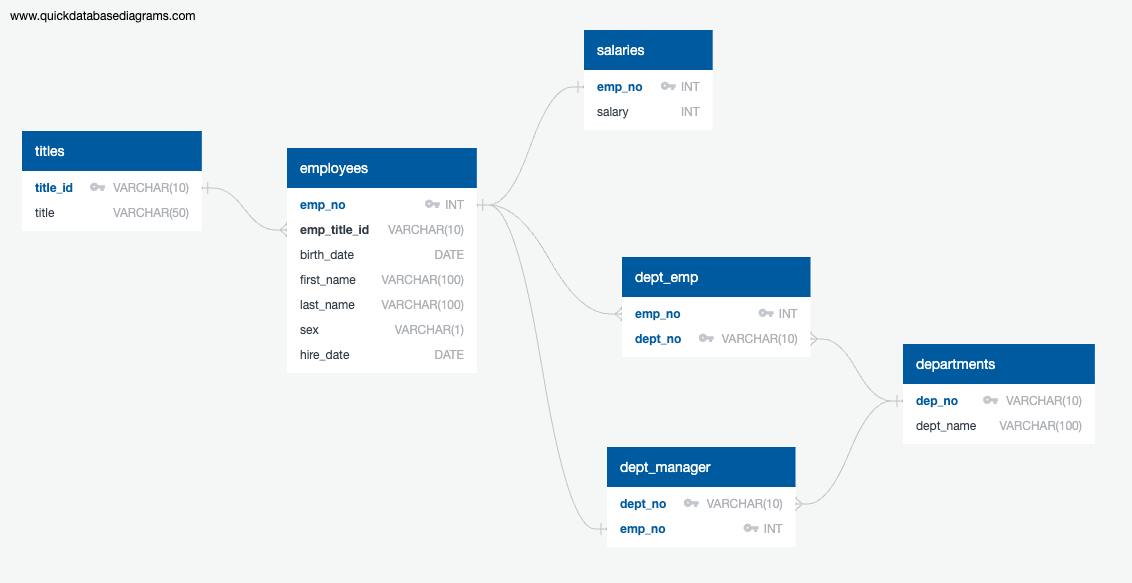 www.quickdatabasediagrams.com
titles
title_id VARCHAR(10)
title VARCHAR(50)
employees
emp_no INT
emp_title_id VARCHAR(10)
birth_date DATE
first_name VARCHAR(100)
last_name VARCHAR(100)
sex VARCHAR(1)
hire_date DATE
salaries
emp_no INT
salary INT
dept_emp
emp_no INT
dept_no VARCHAR(10)
departments
dep_no VARCHAR(10)
dept_name VARCHAR(100)
dept_manager
dept_no VARCHAR(10)
emp_no INT